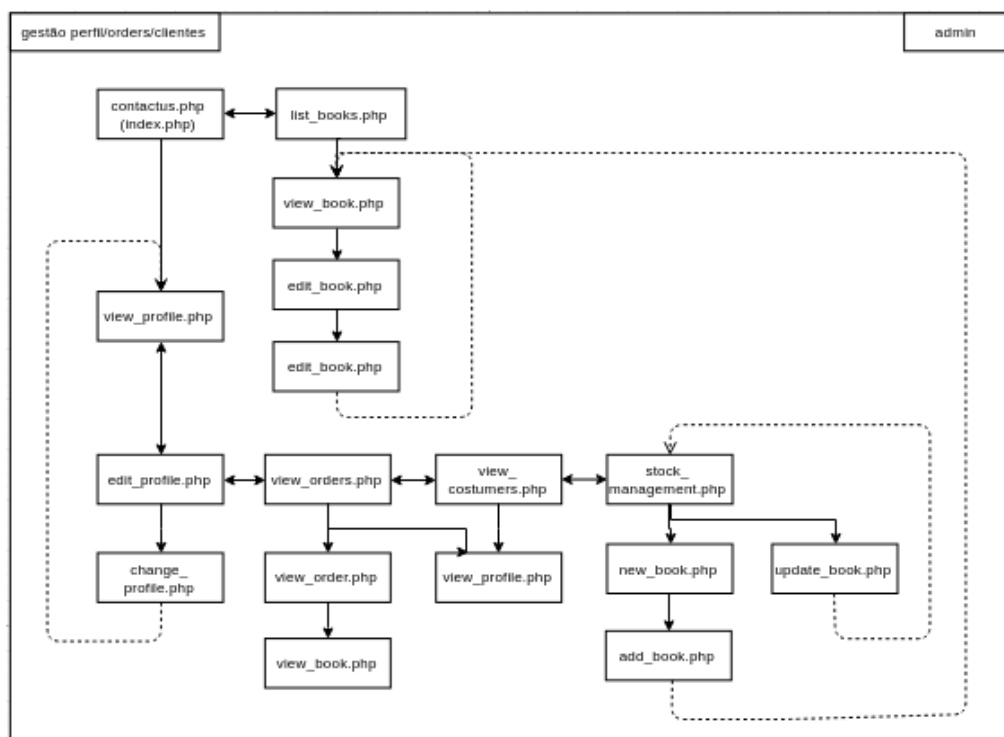 gestão perfil/orders/clientes
admin
contactus.php
(index.php)
list_books.php
view_book.php
edit_book.php
view_profile.php
edit_book.php
edit_profile.php
view_orders.php
view_
costumers.php
stock_
management.php
change_
profile.php
view_order.php
view_profile.php
new_book.php
update_book.php
view_book.php
add_book.php